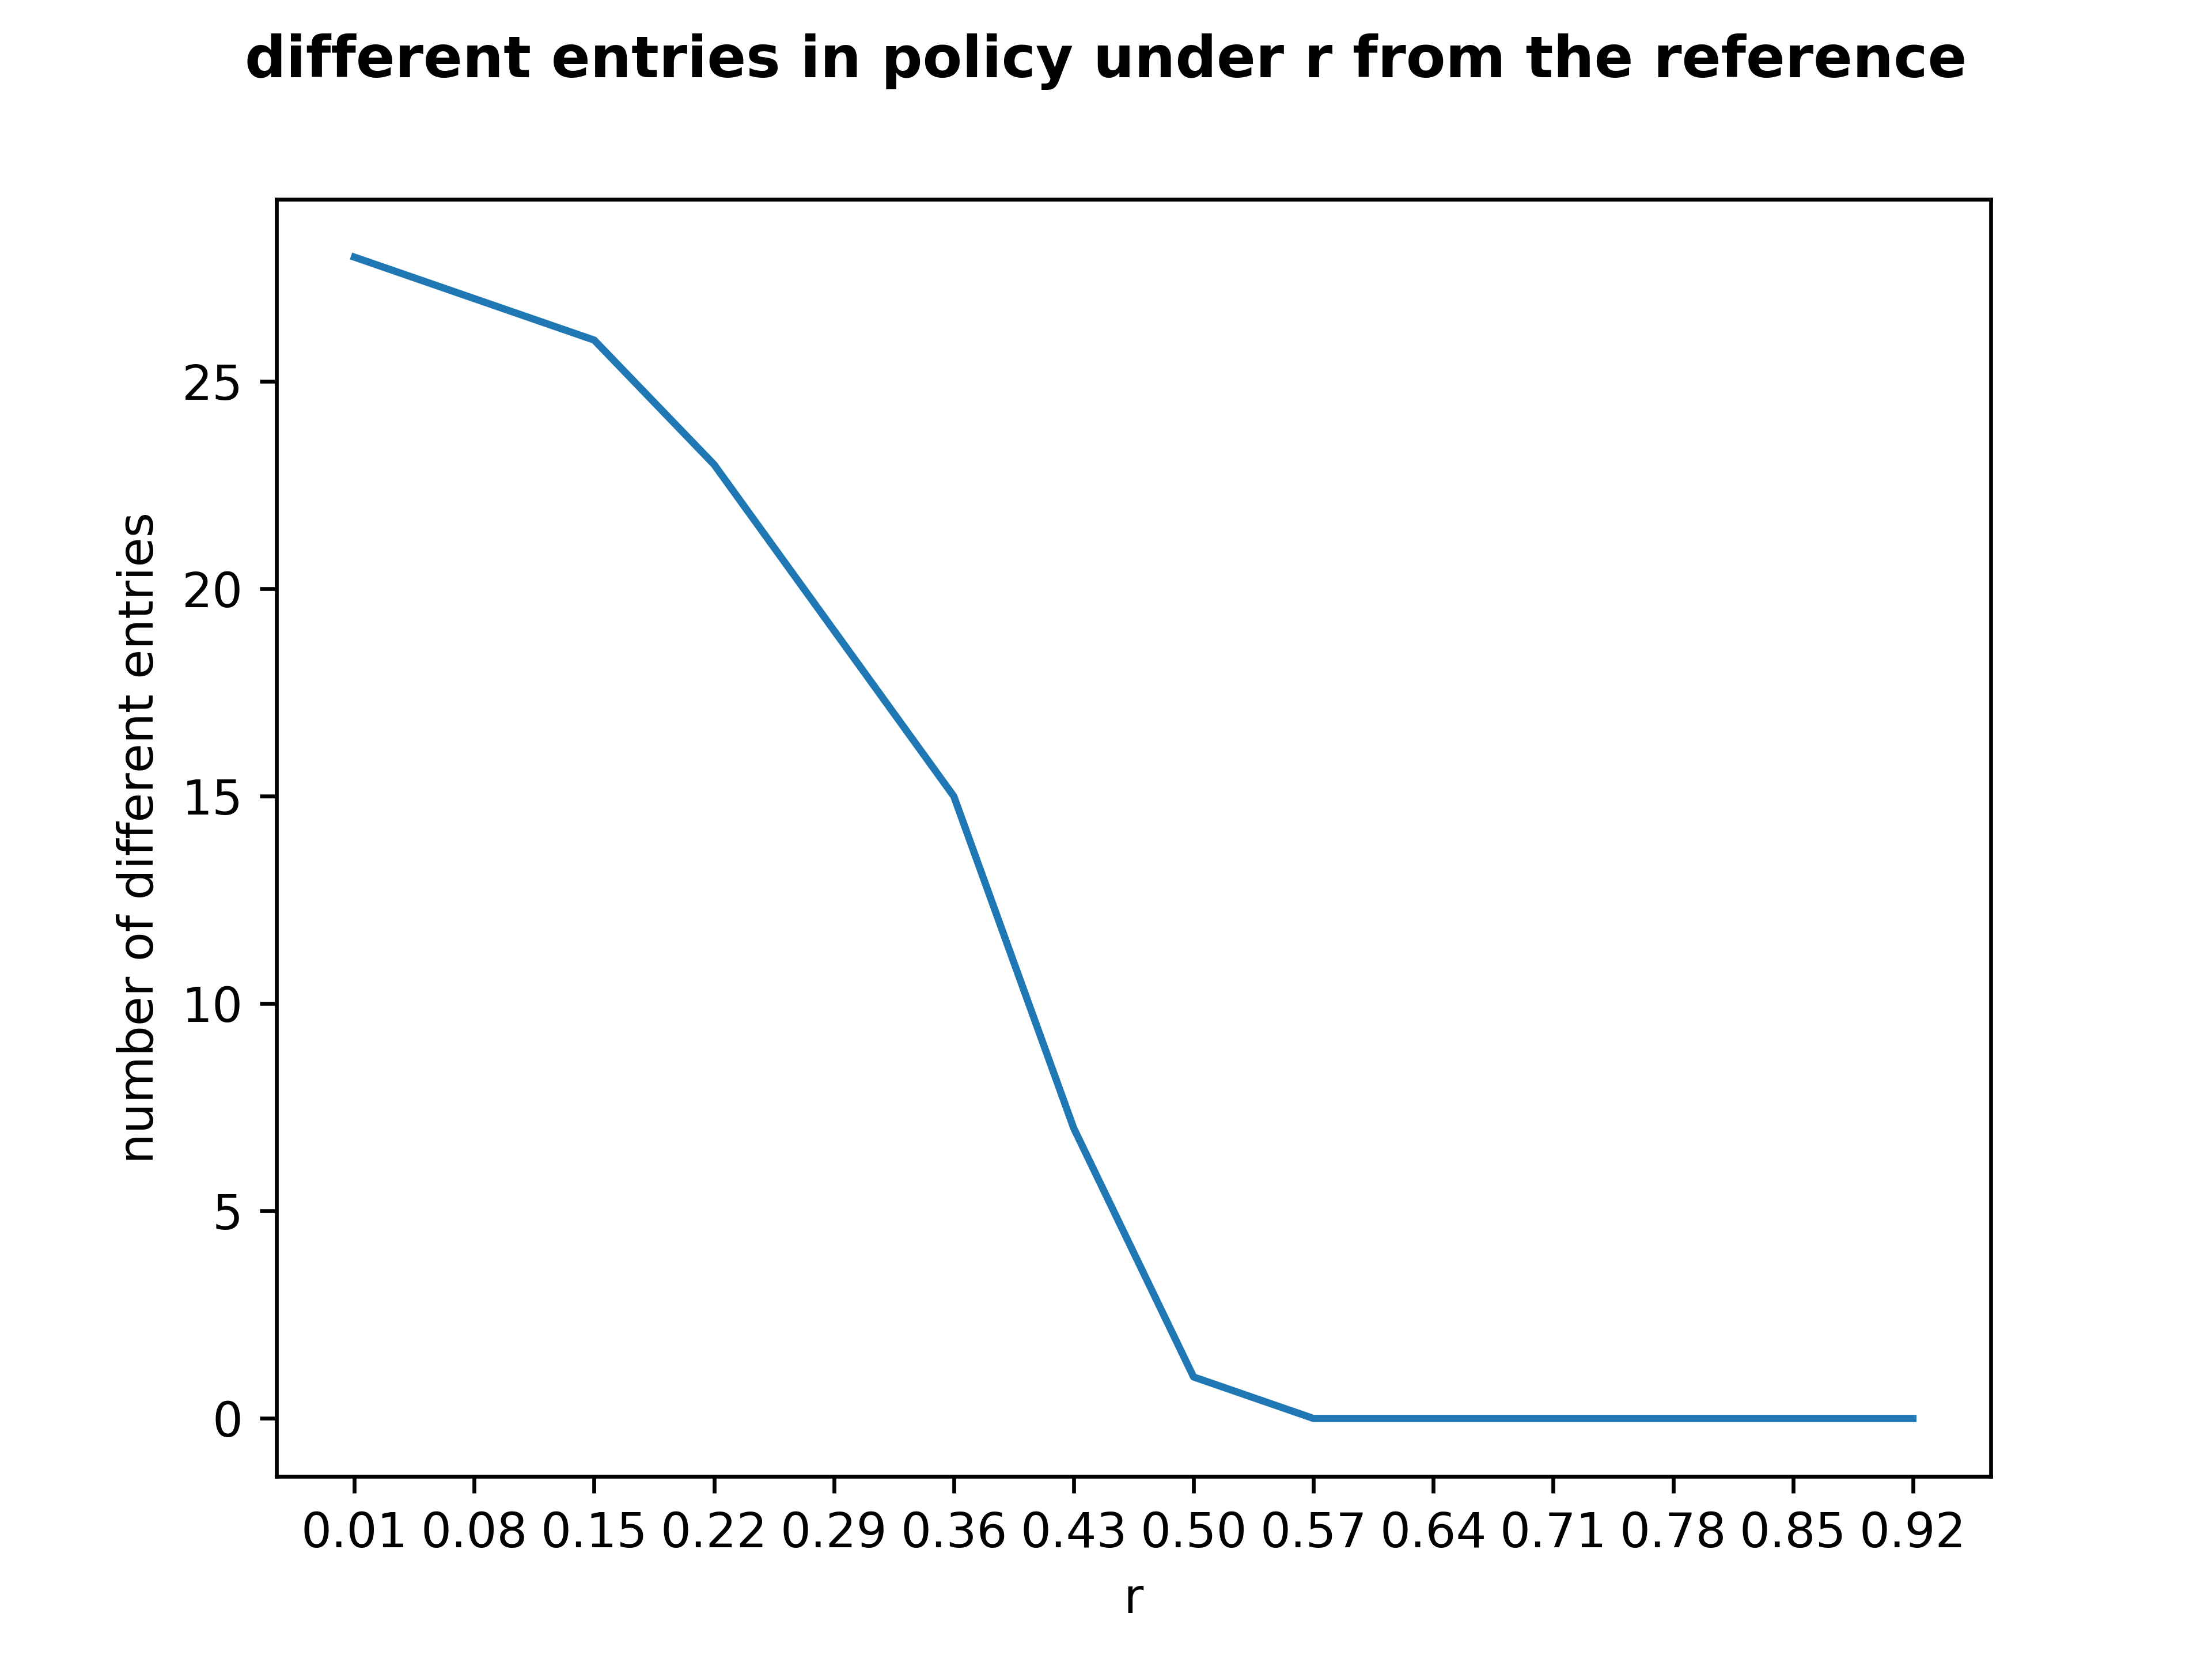 different entries in policy under r from the reference
number of different entries
25
20
15
10
5
0
0.01 0.08 0.15 0.22 0.29 0.36 0.43 0.50 0.57 0.64 0.71 0.78 0.85 0.92
r